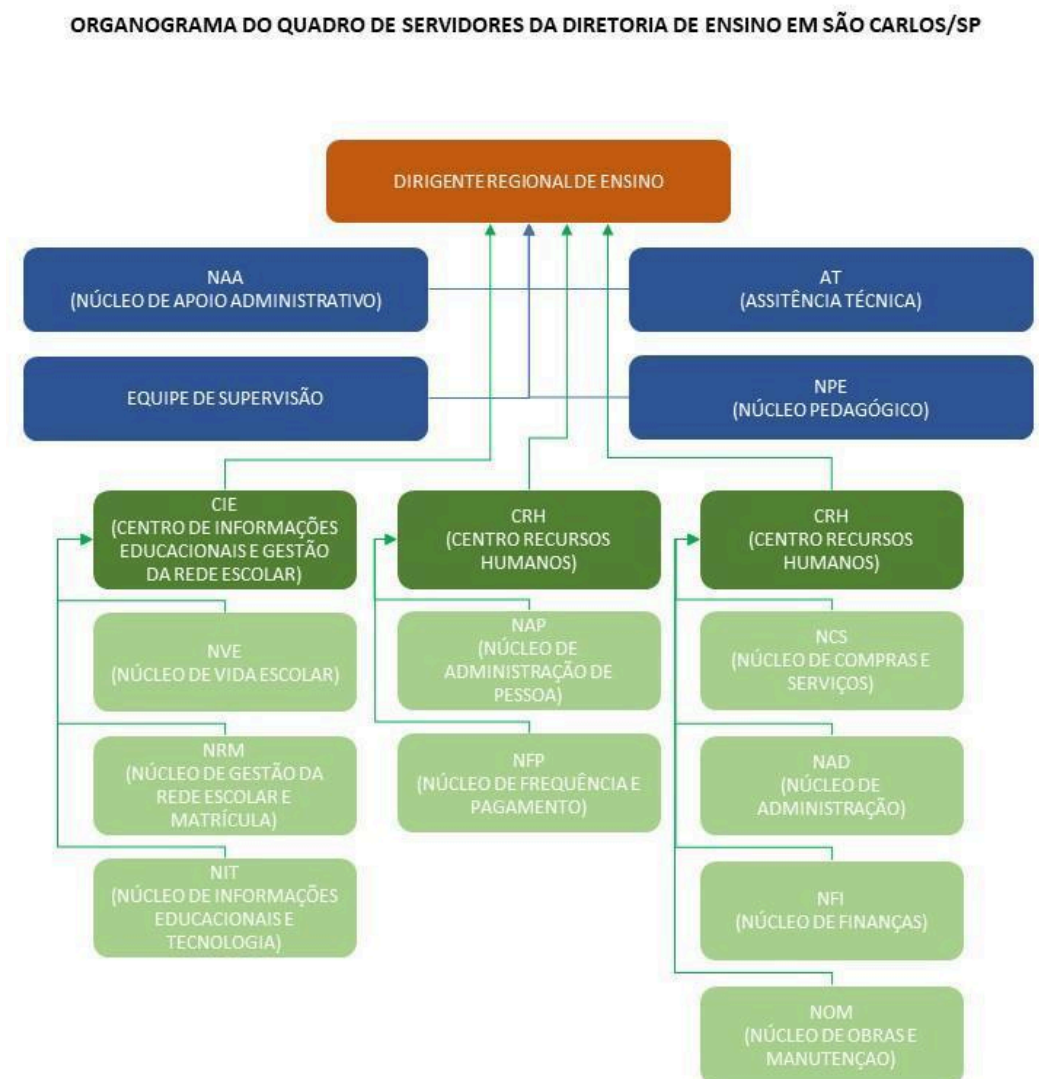 ORGANOGRAMA DO QUADRO DE SERVIDORES DA DIRETORIA DE ENSINO EM SÃO CARLOS/SP
DIRIGENTE REGIONAL DE ENSINO
NAA
(NÚCLEO DE APOIO ADMINISTRATIVO)
AT
(ASSITÊNCIA TÉCNICA)
EQUIPE DE SUPERVISÃO
NPE
(NÚCLEO PEDAGÓGICO)
CIE
(CENTRO DE INFORMAÇÕES
EDUCACIONAIS E GESTÃO
DA REDE ESCOLAR)
CRH
(CENTRO RECURSOS
HUMANOS)
CRH
(CENTRO RECURSOS
HUMANOS)
NVE
(NÚCLEO DE VIDA ESCOLAR)
NAP
(NÚCLEO DE
ADMINISTRAÇÃO DE
PESSOA)
NCS
(NÚCLEO DE COMPRAS E
SERVIÇOS)
NRM
(NÚCLEO DE GESTÃO DA
REDE ESCOLAR E
MATRÍCULA)
NFP
(NÚCLEO DE FREQUÊNCIA E
PAGAMENTO)
NAD
(NÚCLEO DE
ADMINISTRAÇÃO)
NIT
(NÚCLEO DE INFORMAÇÕES
EDUCACIONAIS E
TECNOLOGIA)
NFI
(NÚCLEO DE FINANÇAS)
NOM
(NÚCLEO DE OBRAS E
MANUTENÇAO)